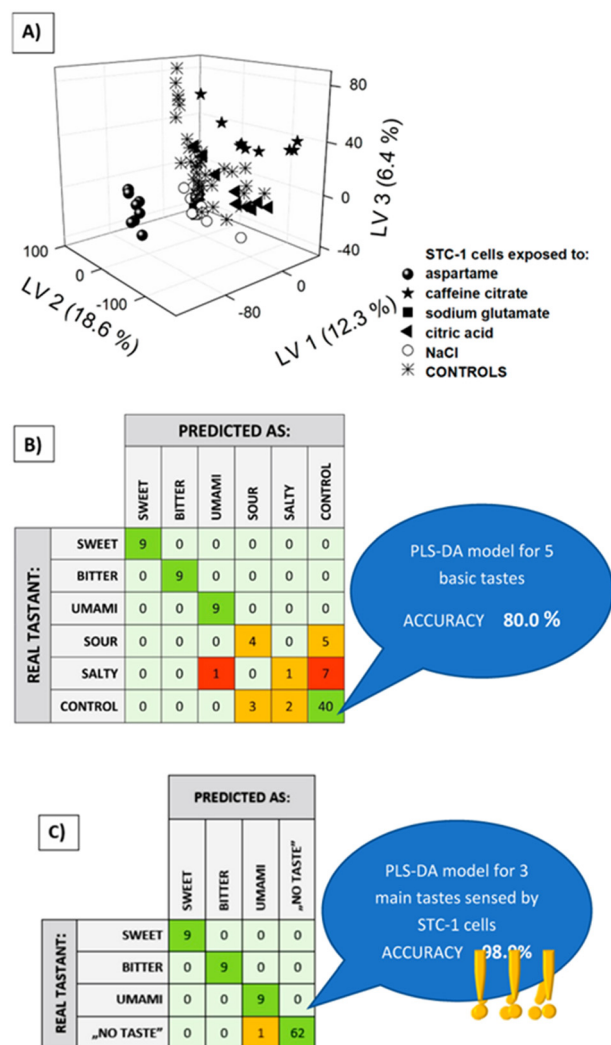 A)
80
40
0
-40
LV 3 (6.4 %)
100
0
-100
LV 2 (18.6 %)
-80
0
LV 1 (12.3 %)
STC-1 cells exposed to:
aspartame
caffeine citrate
sodium glutamate
citric acid
NaCl
CONTROLS
B)
PREDICTED AS:
SWEET BITTER UMAMI SOUR SALTY CONTROL
REAL TASTANT:
SWEET 9 0 0 0 0 0
BITTER 0 9 0 0 0 0
UMAMI 0 0 9 0 0 0
SOUR 0 0 0 4 0 5
SALTY 0 0 1 0 1 7
CONTROL 0 0 0 3 2 40
PLS-DA model for 5
basic tastes
ACCURACY 80.0 %
C)
PREDICTED AS:
SWEET BITTER UMAMI „NO TASTE"
REAL TASTANT:
SWEET 9 0 0 0
BITTER 0 9 0 0
UMAMI 0 0 9 0
„NO TASTE" 0 0 1 62
PLS-DA model for 3
main tastes sensed by
STC-1 cells
ACCURACY
!!!